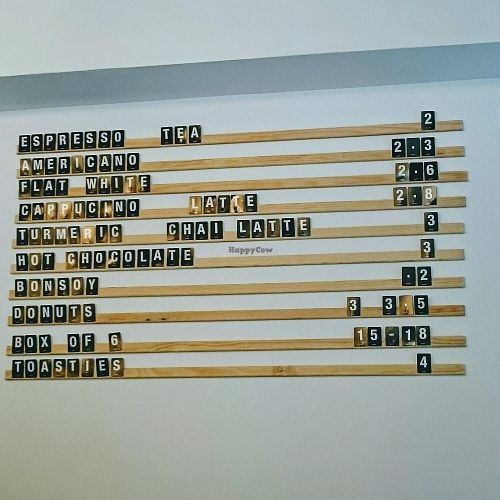 ESPRESSO TEA 2
AMERICANO 2.3
FLAT WHITE 2.6
CAPPUCINO LATTE 2.8
TURMERIC CHAI LATTE 3
HappyCow
HOT CHOCOLATE 3
BONSOY .2
DONUTS 3 3.5
BOX OF 6 15-18
TOASTIES 4